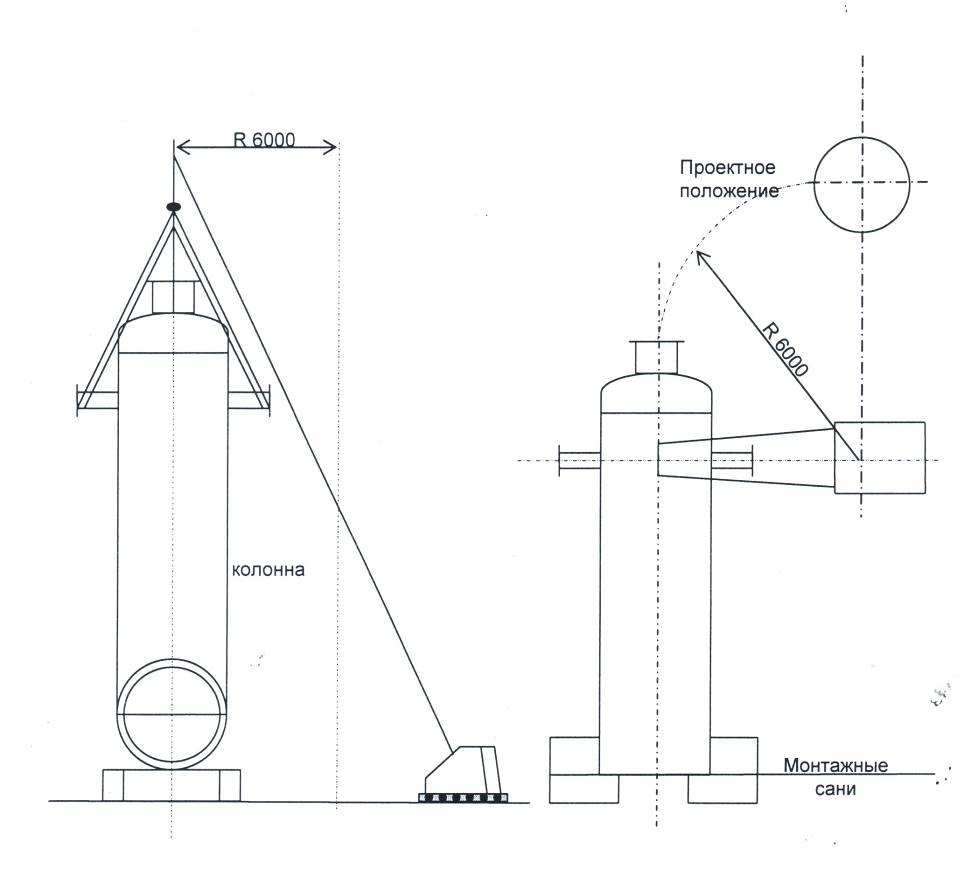 R 6000
Проектное
положение
R 6000
колонна
Монтажные
сани